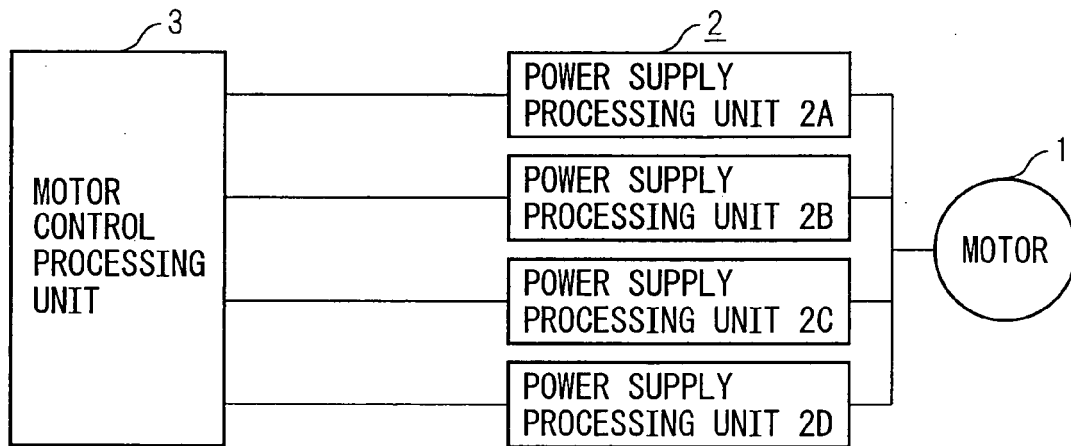 3
2
POWER SUPPLY
PROCESSING UNIT 2A
1
POWER SUPPLY
PROCESSING UNIT 2B
MOTOR
CONTROL
PROCESSING
UNIT
MOTOR
POWER SUPPLY
PROCESSING UNIT 2C
POWER SUPPLY
PROCESSING UNIT 2D